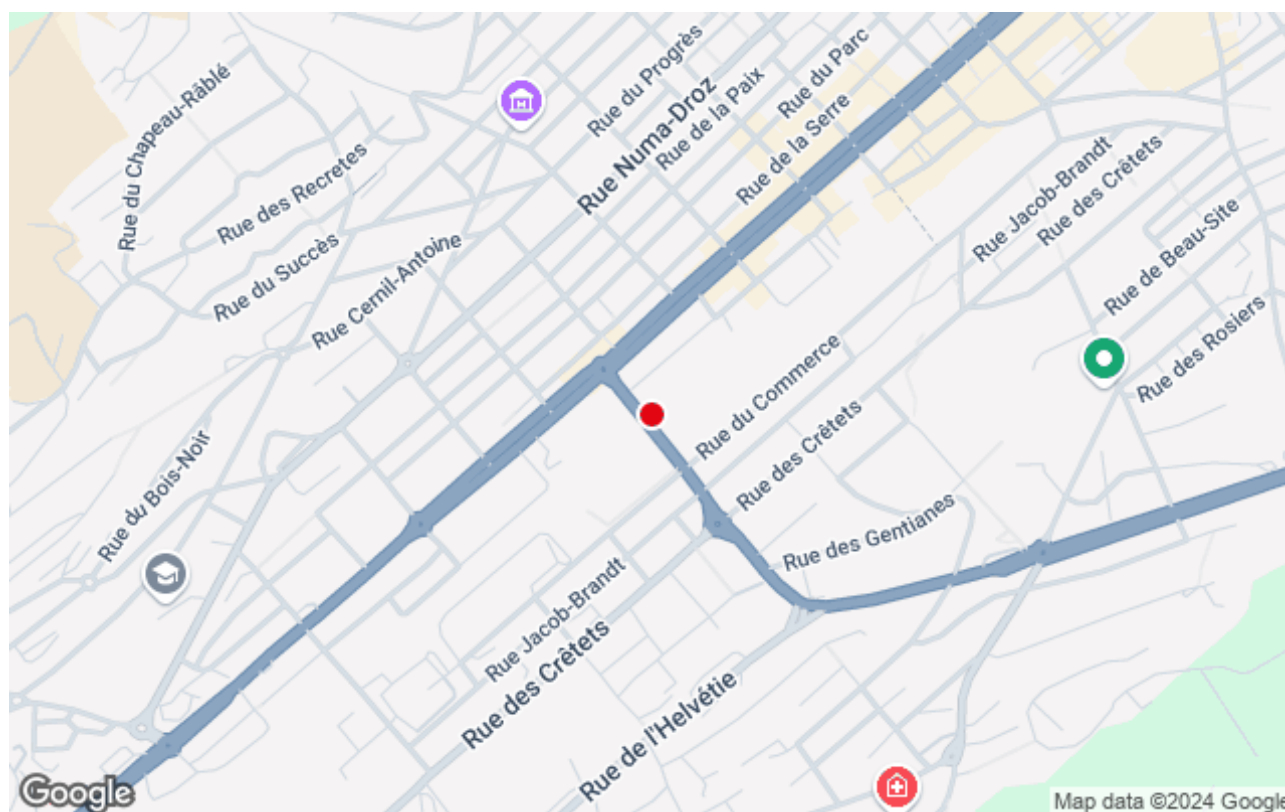 Rue du Progrès
Rue du Parc
Rue du Chapeau-Râblé
Rue Numa-Droz
Rue de la Paix
Rue de la Serre
Rue des Recretes
Rue Jacob-Brandt
Rue des Crêtets
Rue du Succès
Rue Cernil-Antoine
Rue de Beau-Site
Rue des Rosiers
Rue du Commerce
Rue des Crêtets
Rue du Bois-Noir
Rue des Gentianes
Rue Jacob-Brandt
Rue des Crêtets
Rue de l'Helvétie
Google
Map data ©2024 Google